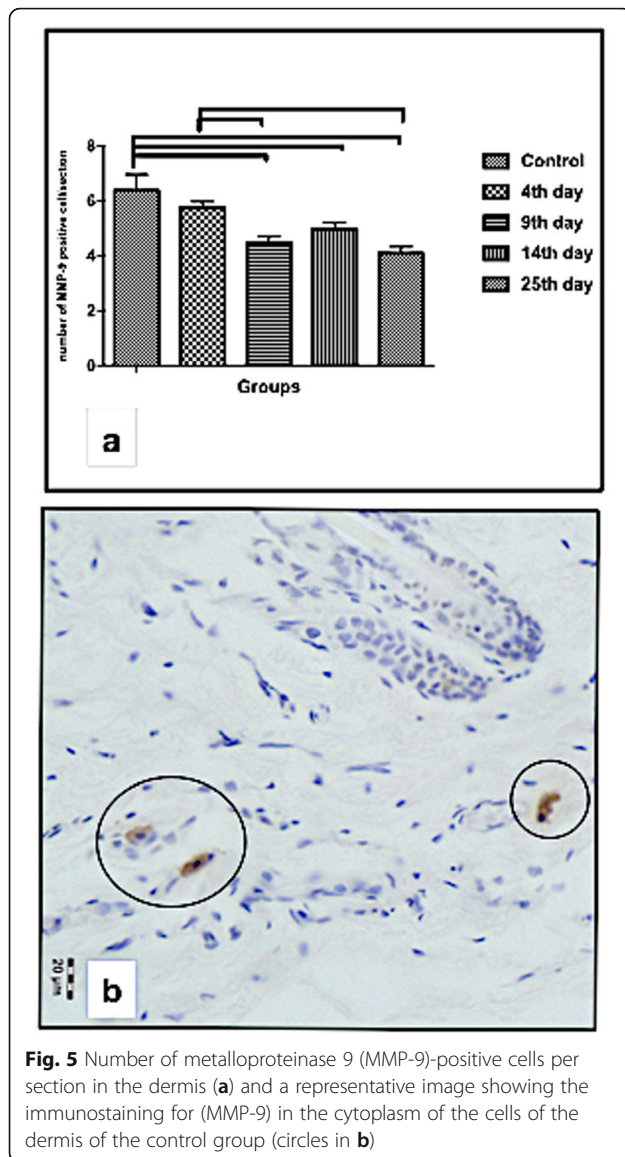 8
6
4
2
0
number of MMP-9 positive cell/section
Groups
Control
4th day
9th day
14th day
25th day
a
20 µm
b
Fig. 5 Number of metalloproteinase 9 (MMP-9)-positive cells per
section in the dermis (a) and a representative image showing the
immunostaining for (MMP-9) in the cytoplasm of the cells of the
dermis of the control group (circles in b)